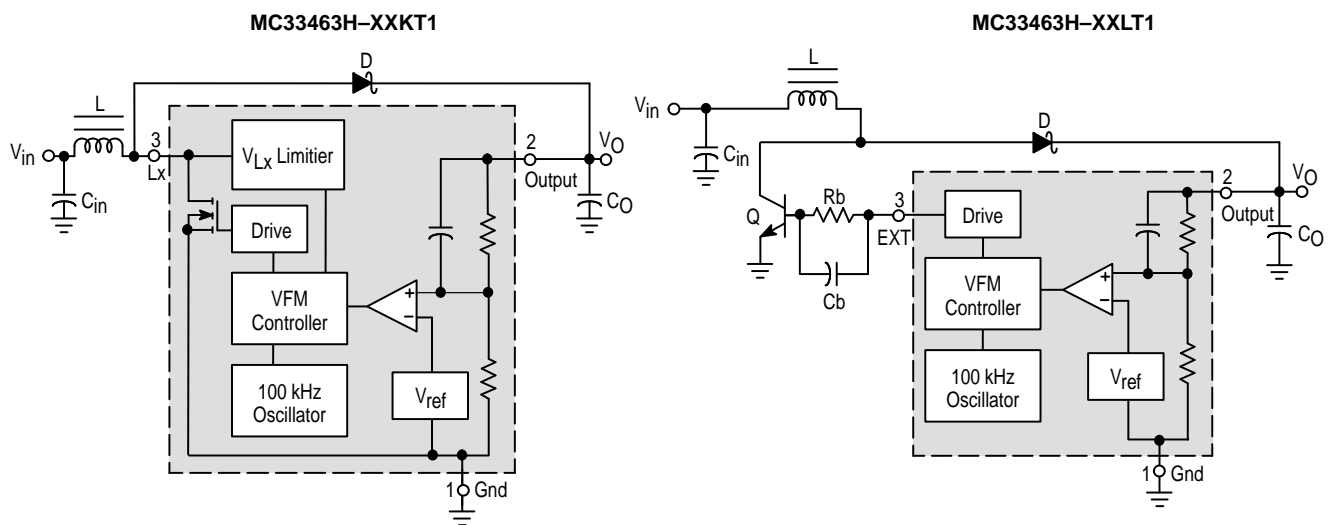 MC33463H–XXKT1
D
L
Vin
3
Lx
Cin
VLx Limitier
Drive
VFM
Controller
100 kHz
Oscillator
+
–
Vref
2
Output
VO
CO
1
Gnd
MC33463H–XXLT1
L
Vin
Cin
D
Q
Rb
Cb
3
EXT
Drive
VFM
Controller
100 kHz
Oscillator
+
–
Vref
2
Output
VO
CO
1
Gnd